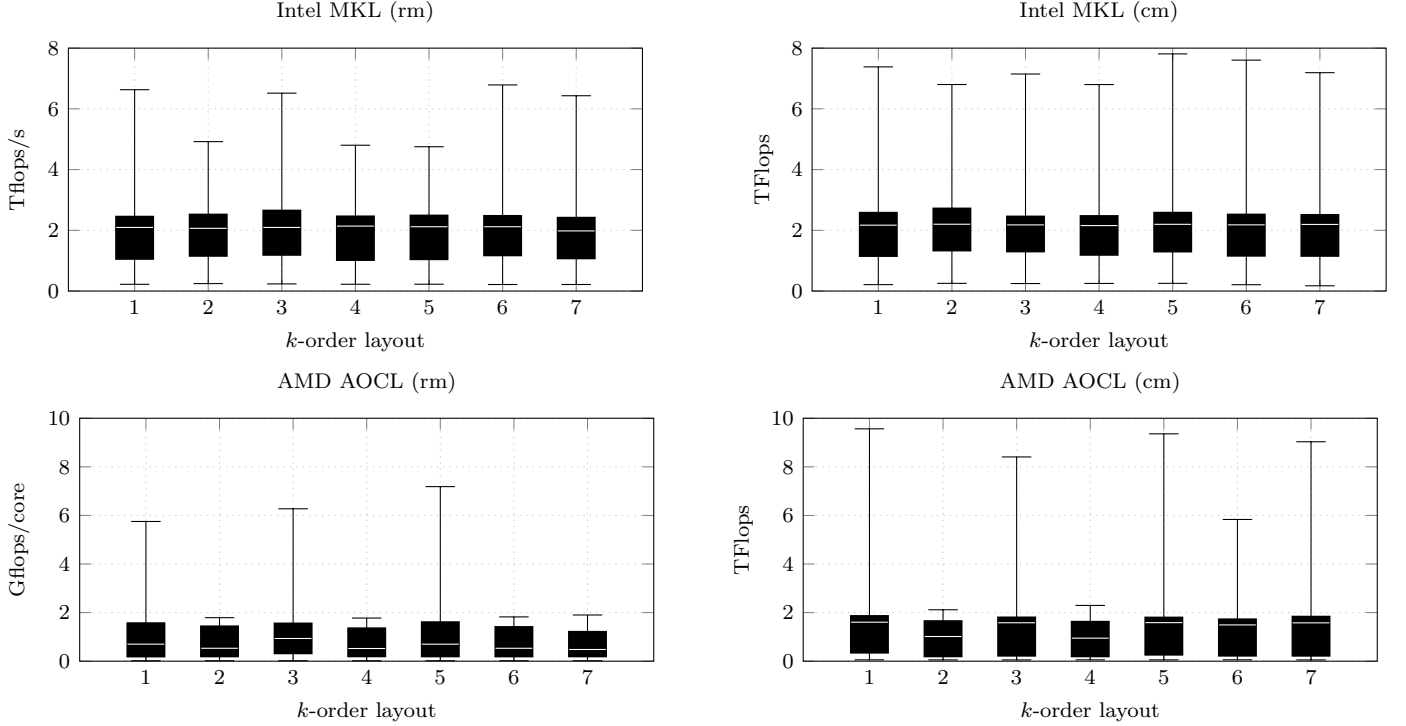 Intel MKL (rm)
8
6
4
2
0
Tflops/s
1 2 3 4 5 6 7
k-order layout
Intel MKL (cm)
8
6
4
2
0
TFlops
1 2 3 4 5 6 7
k-order layout
AMD AOCL (rm)
10
8
6
4
2
0
Gflops/core
1 2 3 4 5 6 7
k-order layout
AMD AOCL (cm)
10
8
6
4
2
0
TFlops
1 2 3 4 5 6 7
k-order layout